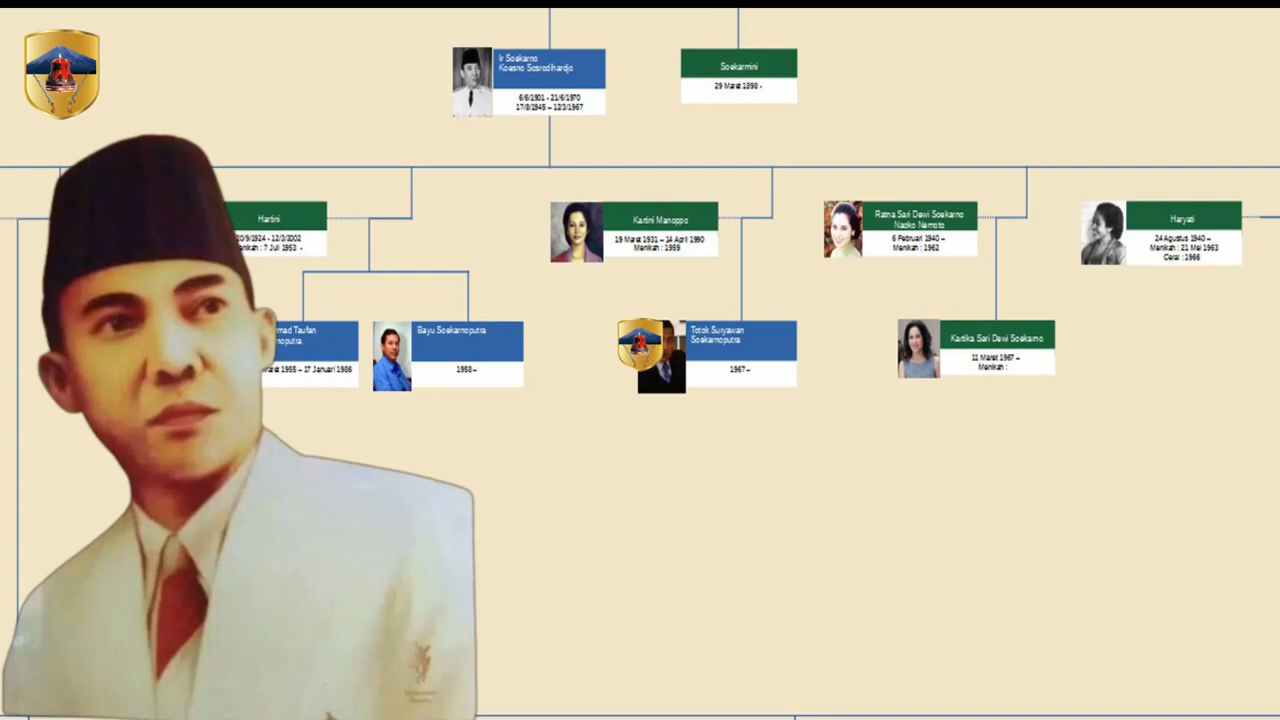 Ir Soekarno
Koesno Sosrodihardjo
6/6/1901 - 21/6/1970
17/8/1945 – 12/3/1967
Soekarmini
29 Maret 1898 -
Hartini
20/9/1924 - 12/3/2002
enikah : 7 Juli 1953 -
Kartini Manoppo
19 Maret 1931 – 14 April 1990
Menikah : 1959
Ratna Sari Dewi Soekarno
Naoko Nemoto
6 Februari 1940 –
Menikah : 1962
Haryati
24 Agustus 1940 –
Menikah : 21 Mei 1963
Cerai : 1966
mad Taufan
noputra
aret 1955 – 17 Januari 1986
Bayu Soekarnoputra
1958 –
Totok Suryawan
Soekarnoputra
1967 –
Kartika Sari Dewi Soekarno
11 Maret 1967 –
Menikah :